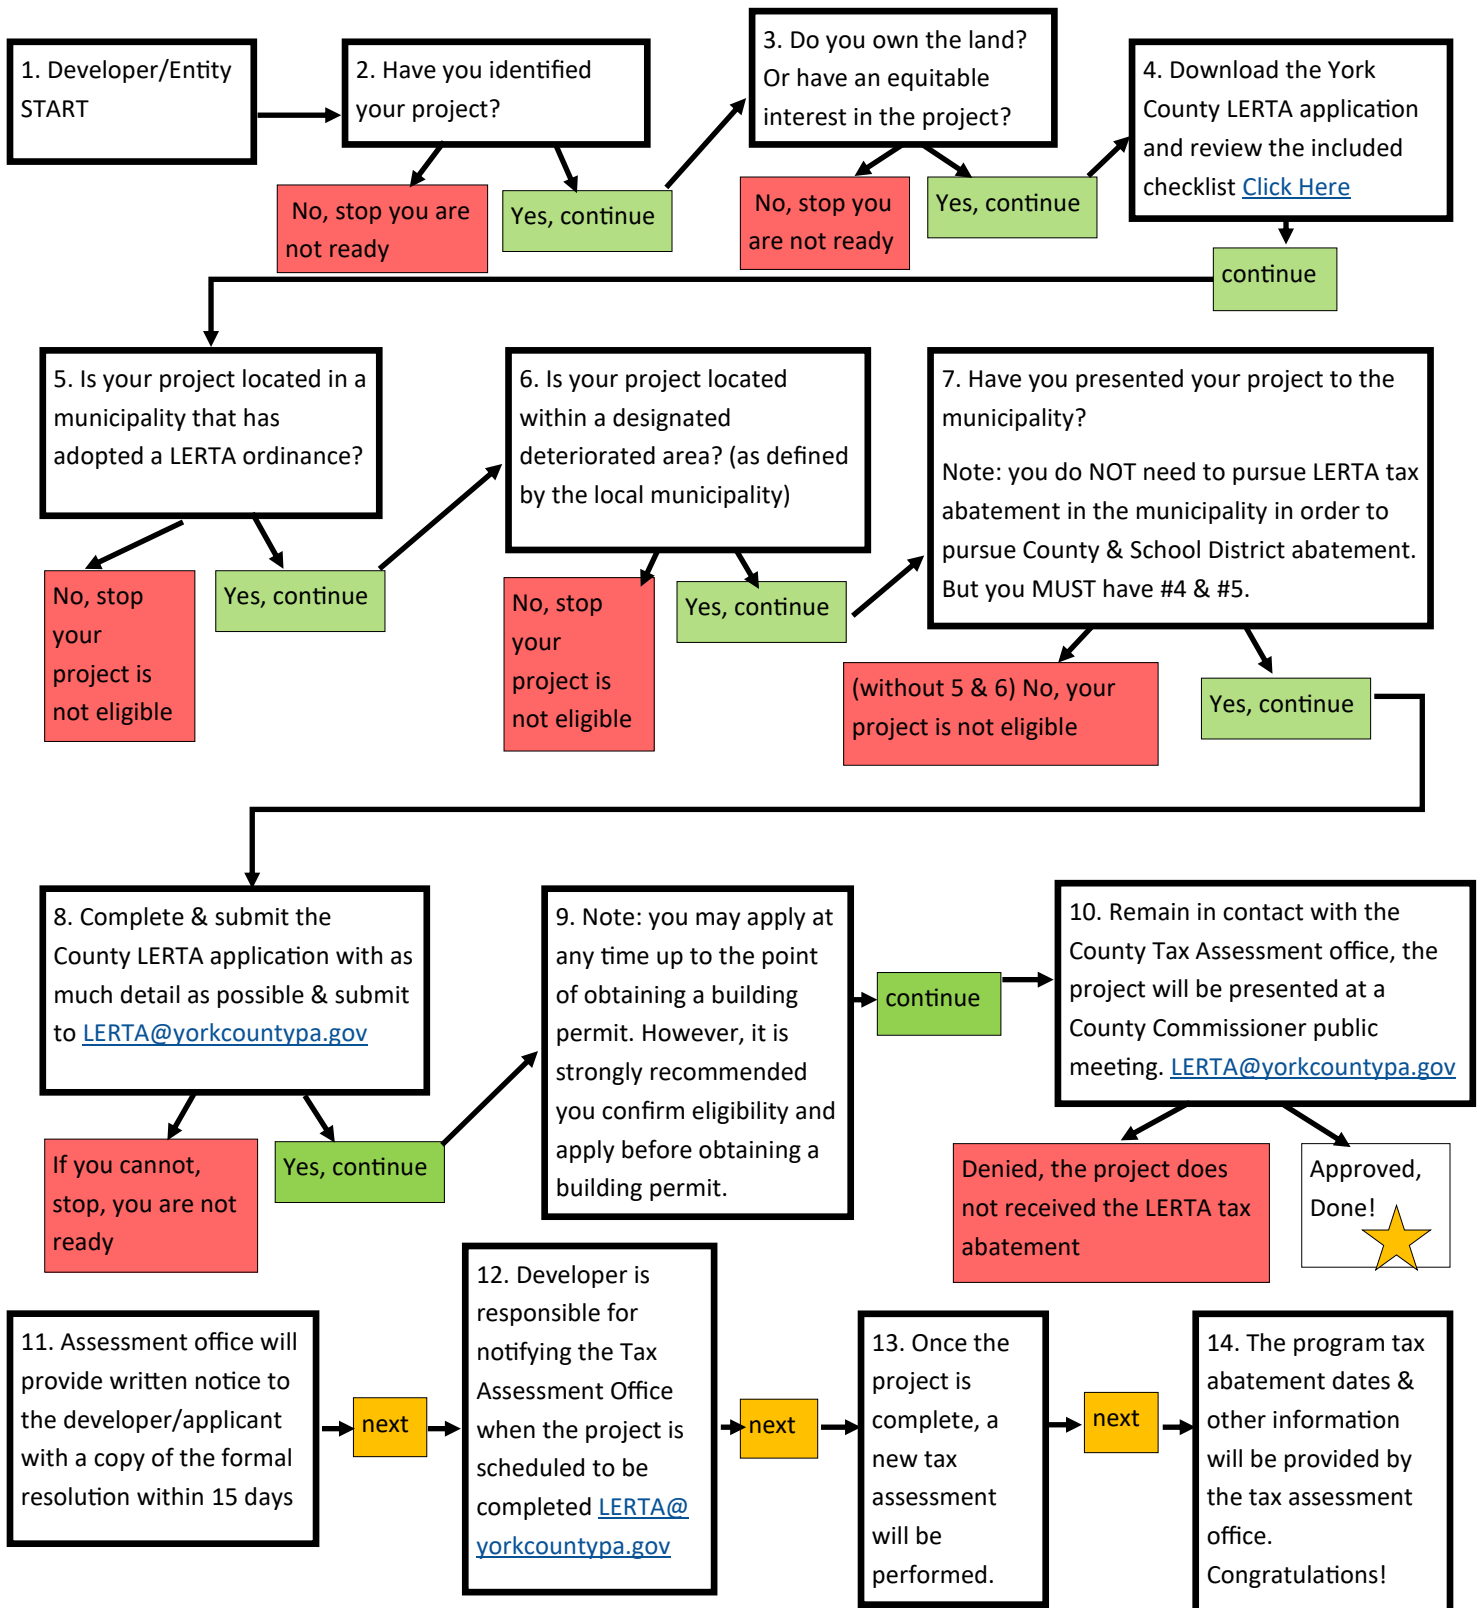 1. Developer/Entity
START
2. Have you identified
your project?
No, stop you are
not ready
Yes, continue
3. Do you own the land?
Or have an equitable
interest in the project?
No, stop you
are not ready
Yes, continue
4. Download the York
County LERTA application
and review the included
checklist Click Here
continue
5. Is your project located in a
municipality that has
adopted a LERTA ordinance?
No, stop
your
project is
not eligible
Yes, continue
6. Is your project located
within a designated
deteriorated area? (as defined
by the local municipality)
No, stop
your
project is
not eligible
Yes, continue
7. Have you presented your project to the
municipality?
Note: you do NOT need to pursue LERTA tax
abatement in the municipality in order to
pursue County & School District abatement.
But you MUST have #4 & #5.
(without 5 & 6) No, your
project is not eligible
Yes, continue
8. Complete & submit the
County LERTA application with as
much detail as possible & submit
to LERTA@yorkcountypa.gov
If you cannot,
stop, you are not
ready
Yes, continue
9. Note: you may apply at
any time up to the point
of obtaining a building
permit. However, it is
strongly recommended
you confirm eligibility and
apply before obtaining a
building permit.
continue
10. Remain in contact with the
County Tax Assessment office, the
project will be presented at a
County Commissioner public
meeting. LERTA@yorkcountypa.gov
Denied, the project does
not received the LERTA tax
abatement
Approved,
Done!
11. Assessment office will
provide written notice to
the developer/applicant
with a copy of the formal
resolution within 15 days
next
12. Developer is
responsible for
notifying the Tax
Assessment Office
when the project is
scheduled to be
completed LERTA@
yorkcountypa.gov
next
13. Once the
project is
complete, a
new tax
assessment
will be
performed.
next
14. The program tax
abatement dates &
other information
will be provided by
the tax assessment
office.
Congratulations!